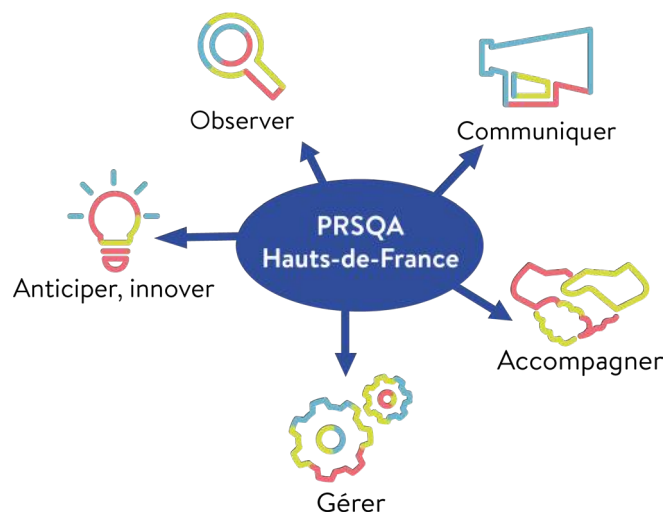 Observer
Communiquer
PRSQA
Hauts-de-France
Anticiper, innover
Accompagner
Gérer